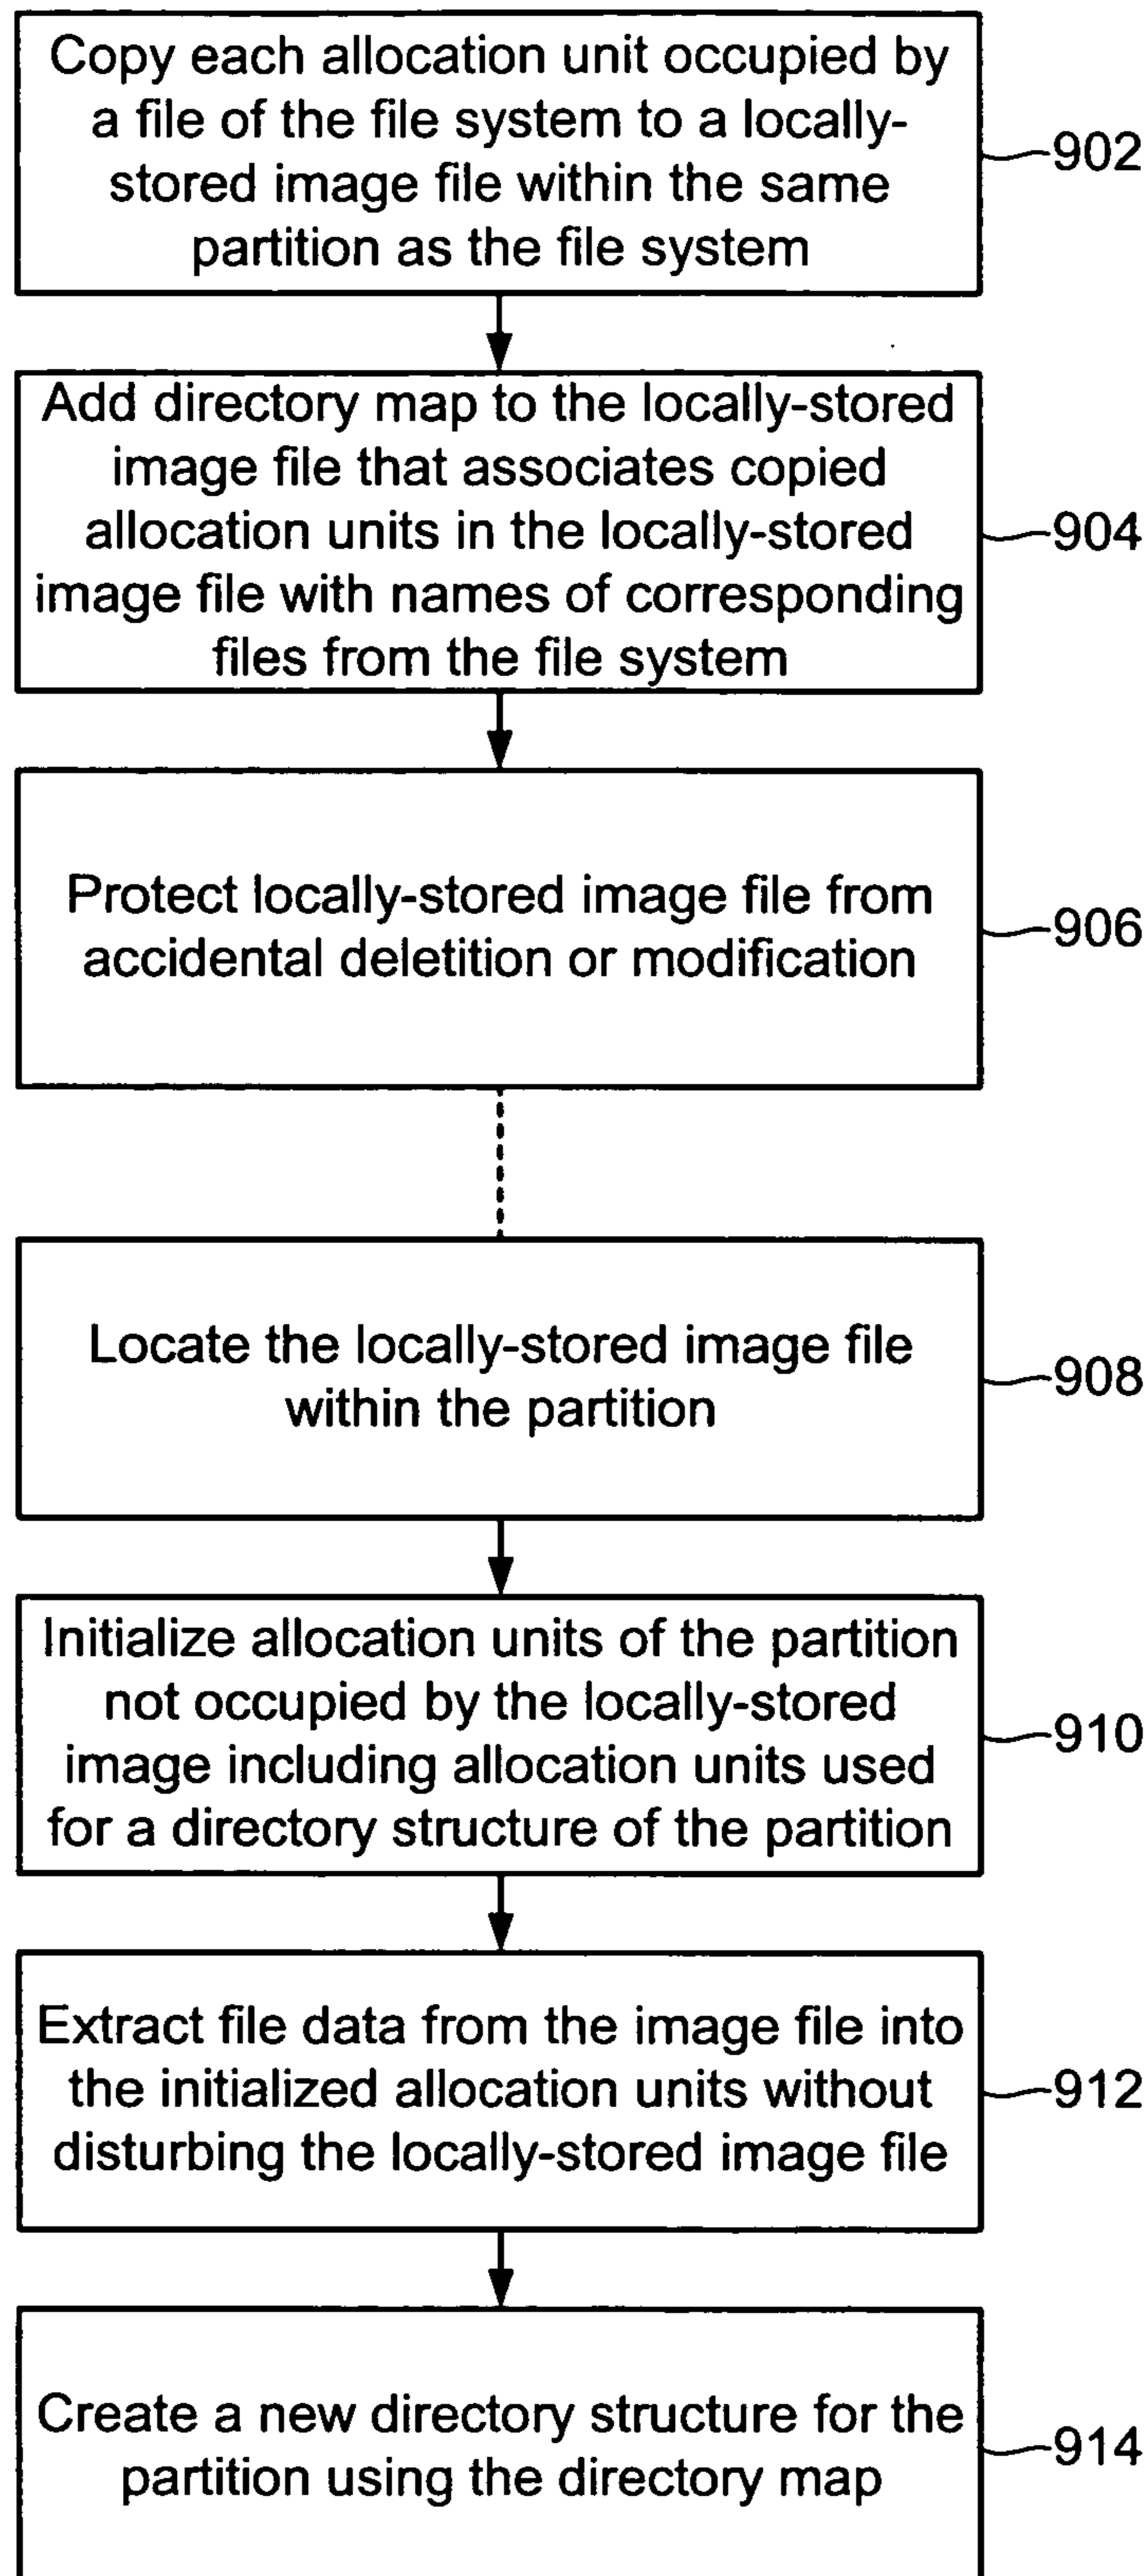 Copy each allocation unit occupied by
a file of the file system to a locally-
stored image file within the same
partition as the file system
902
Add directory map to the locally-stored
image file that associates copied
allocation units in the locally-stored
image file with names of corresponding
files from the file system
904
Protect locally-stored image file from
accidental deletition or modification
906
Locate the locally-stored image file
within the partition
908
Initialize allocation units of the partition
not occupied by the locally-stored
image including allocation units used
for a directory structure of the partition
910
Extract file data from the image file into
the initialized allocation units without
disturbing the locally-stored image file
912
Create a new directory structure for the
partition using the directory map
914